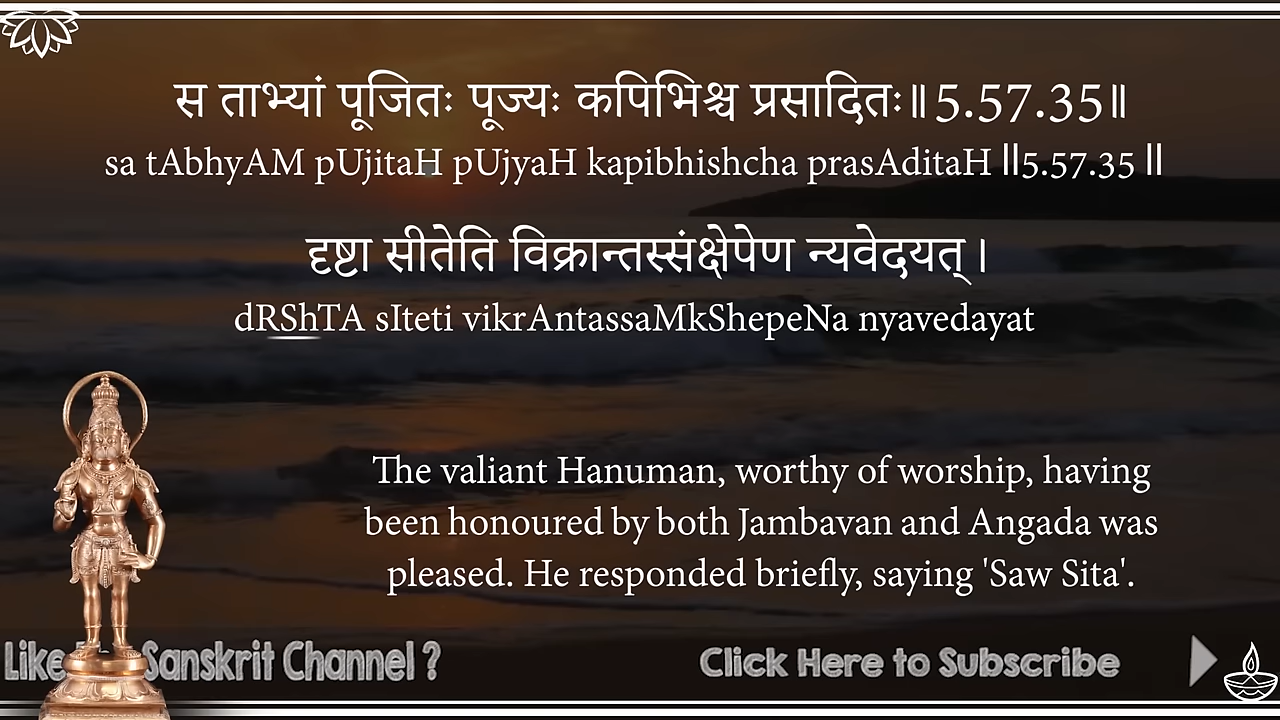 स ताभ्यां पूजितः पूज्यः कपिभिश्च प्रसादितः॥5.57.35॥
sa tAbhyAM pUjitaH pUjyaH kapibhishcha prasAditaH ||5.57.35 ||
दृष्टा सीतेति विक्रान्तस्संक्षेपेण न्यवेदयत् ।
dRShTA sIteti vikrAntassaMkShepeNa nyavedayat
The valiant Hanuman, worthy of worship, having
been honoured by both Jambavan and Angada was
pleased. He responded briefly, saying 'Saw Sita'.
Like Sanskrit Channel ? Click Here to Subscribe